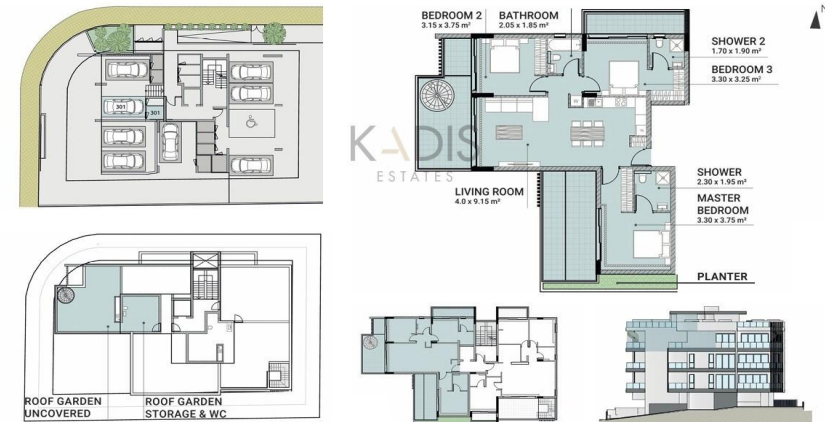 301
301
BEDROOM 2
3.15 x 3.75 m²
BATHROOM
2.05 x 1.85 m²
SHOWER 2
1.70 x 1.90 m²
BEDROOM 3
3.30 x 3.25 m²
KADIS
ESTATES
LIVING ROOM
4.0 x 9.15 m²
SHOWER
2.30 x 1.95 m²
MASTER
BEDROOM
3.30 x 3.75 m²
PLANTER
ROOF GARDEN
UNCOVERED
ROOF GARDEN
STORAGE & WC